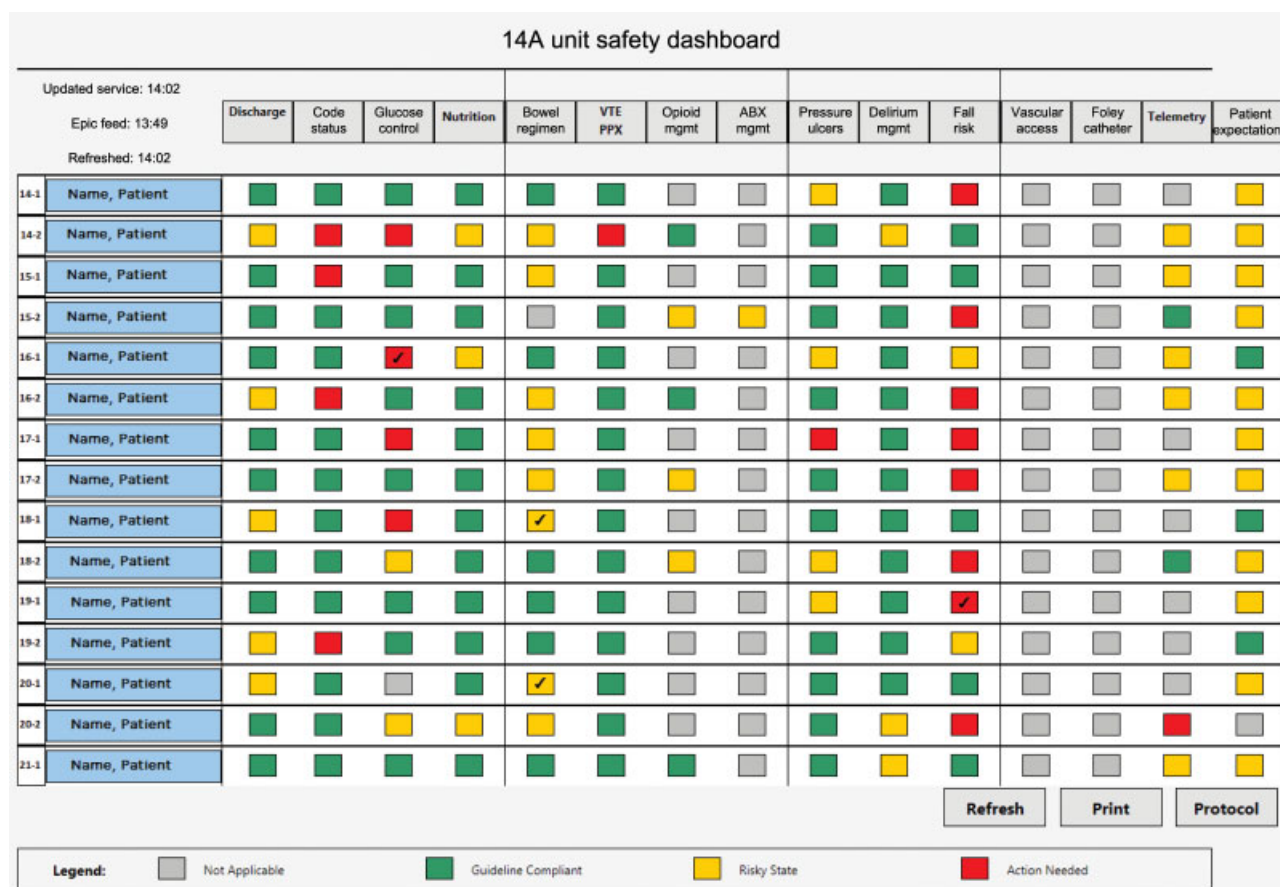 14A unit safety dashboard
Updated service: 14:02
Epic feed: 13:49
Refreshed: 14:02
Discharge Code status Glucose control Nutrition Bowel regimen VTE PPX Opioid mgmt ABX mgmt Pressure ulcers Delirium mgmt Fall risk Vascular access Foley catheter Telemetry Patient expectation
14-1 Name, Patient
14-2 Name, Patient
15-1 Name, Patient
15-2 Name, Patient
16-1 Name, Patient
16-2 Name, Patient
17-1 Name, Patient
17-2 Name, Patient
18-1 Name, Patient
18-2 Name, Patient
19-1 Name, Patient
19-2 Name, Patient
20-1 Name, Patient
20-2 Name, Patient
21-1 Name, Patient
Refresh Print Protocol
Legend: Not Applicable Guideline Compliant Risky State Action Needed